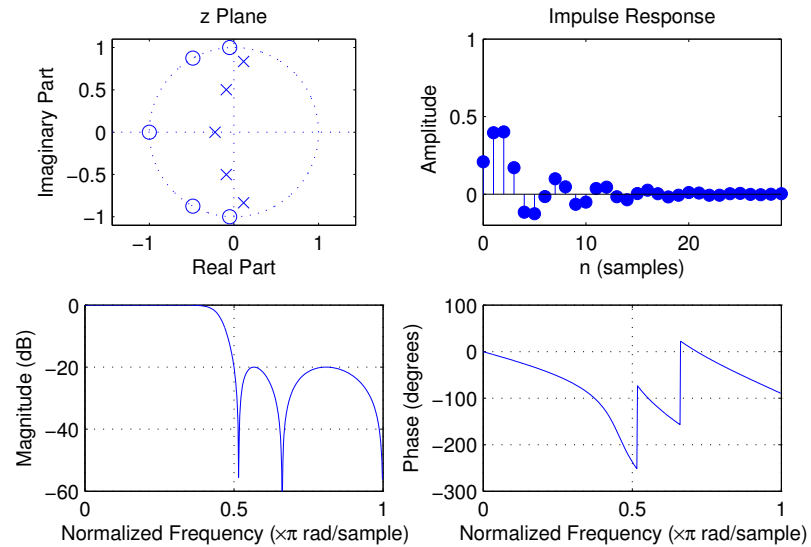 z Plane
Imaginary Part
1
0.5
0
−0.5
−1
−1 0 1
Real Part
Impulse Response
Amplitude
1
0.5
0
0 10 20
n (samples)
Magnitude (dB)
0
−20
−40
−60
0 0.5 1
Normalized Frequency (×π rad/sample)
Phase (degrees)
100
0
−100
−200
−300
0 0.5 1
Normalized Frequency (×π rad/sample)